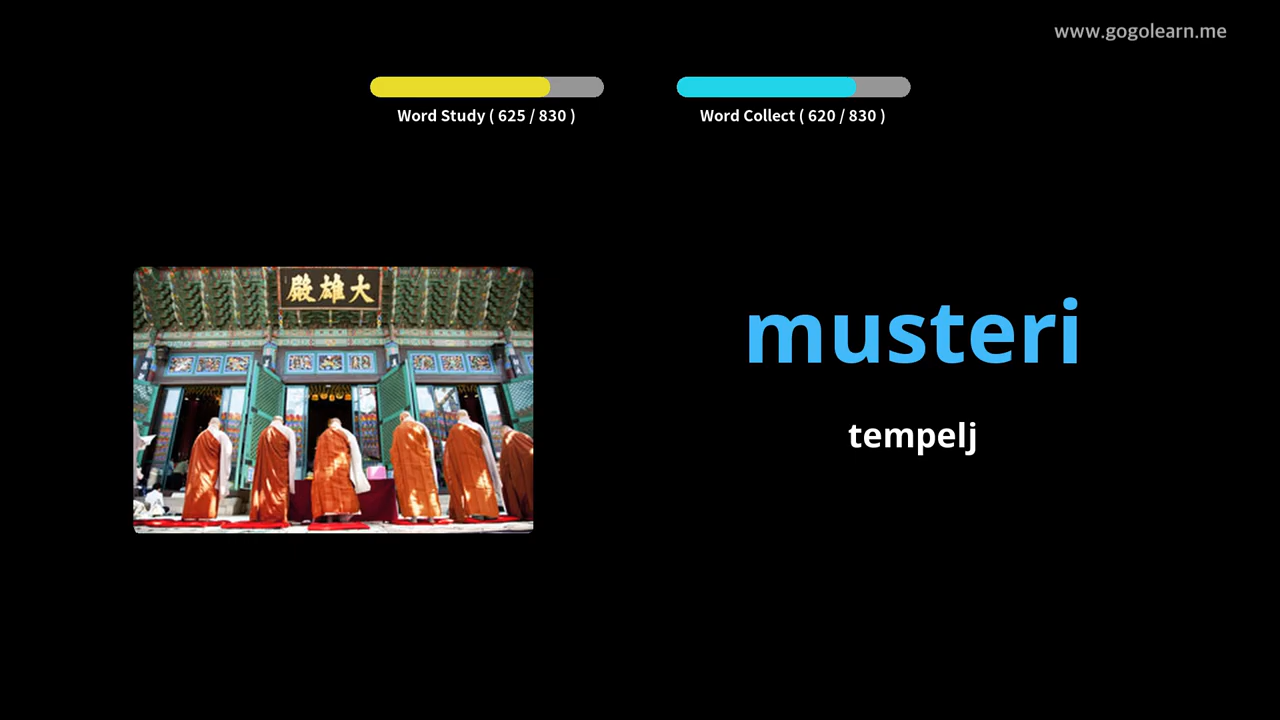 www.gogolearn.me
Word Study ( 625 / 830 )
Word Collect ( 620 / 830 )
殿雄大
musteri
tempelj